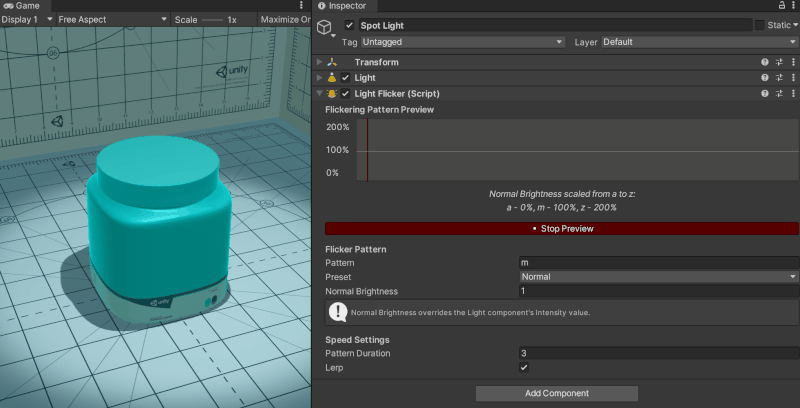 Game
Display 1 Free Aspect Scale 1x Maximize On
unity
unity
Inspector
Spot Light Static
Tag Untagged Layer Default
Transform
Light
Light Flicker (Script)
Flickering Pattern Preview
200%
100%
0%
Normal Brightness scaled from a to z:
a - 0%, m - 100%, z - 200%
• Stop Preview
Flicker Pattern
Pattern m
Preset Normal
Normal Brightness 1
Normal Brightness overrides the Light component's Intensity value.
Speed Settings
Pattern Duration 3
Lerp
Add Component